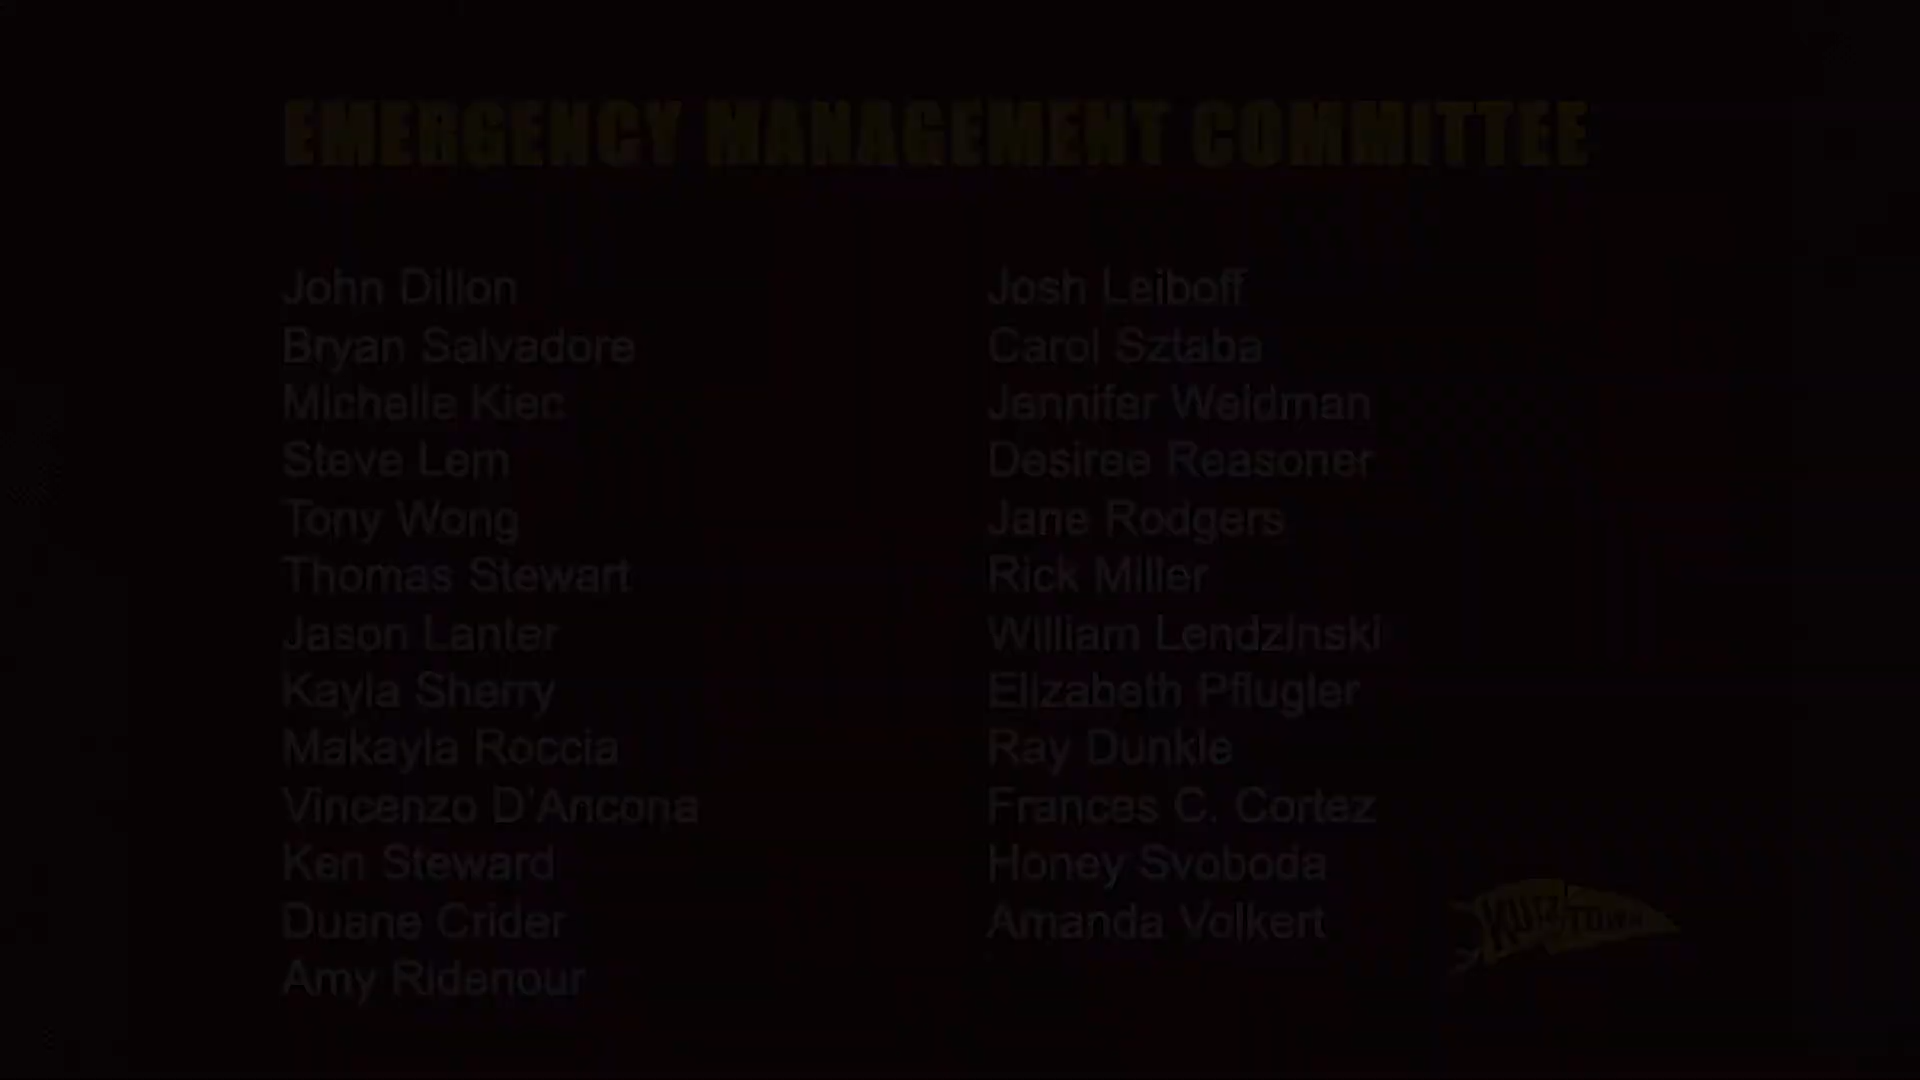 EMERGENCY MANAGEMENT COMMITTEE
John Dillon
Bryan Salvadore
Michelle Kiec
Steve Lem
Tony Wong
Thomas Stewart
Jason Lanter
Kayla Sherry
Makayla Roccia
Vincenzo D'Ancona
Ken Steward
Duane Crider
Amy Ridenour
Josh Leiboff
Carol Sztaba
Jennifer Weidman
Desiree Reasoner
Jane Rodgers
Rick Miller
William Lendzinski
Elizabeth Pflugler
Ray Dunkle
Frances C. Cortez
Honey Svoboda
Amanda Volkert
KUTZTOWN